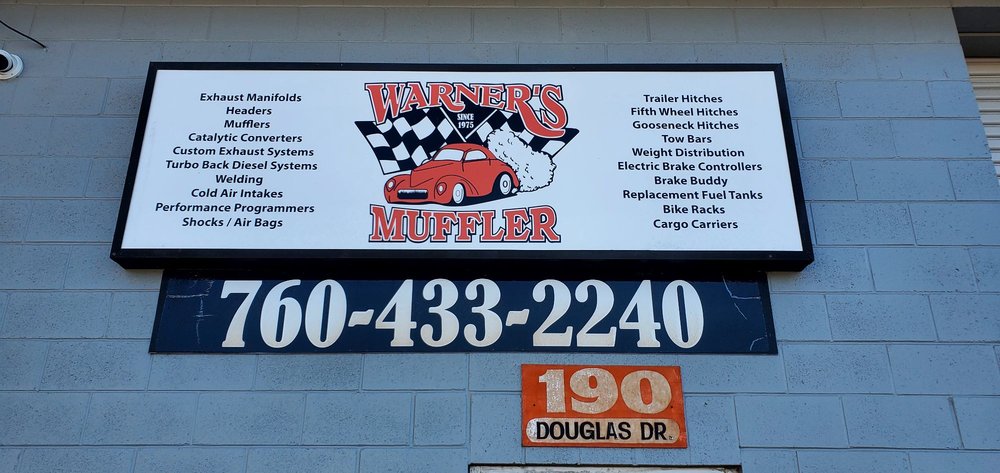 Exhaust Manifolds
Headers
Mufflers
Catalytic Converters
Custom Exhaust Systems
Turbo Back Diesel Systems
Welding
Cold Air Intakes
Performance Programmers
Shocks / Air Bags
WARNER'S
SINCE
1975
MUFFLER
Trailer Hitches
Fifth Wheel Hitches
Gooseneck Hitches
Tow Bars
Weight Distribution
Electric Brake Controllers
Brake Buddy
Replacement Fuel Tanks
Bike Racks
Cargo Carriers
760-433-2240
190
DOUGLAS DR.